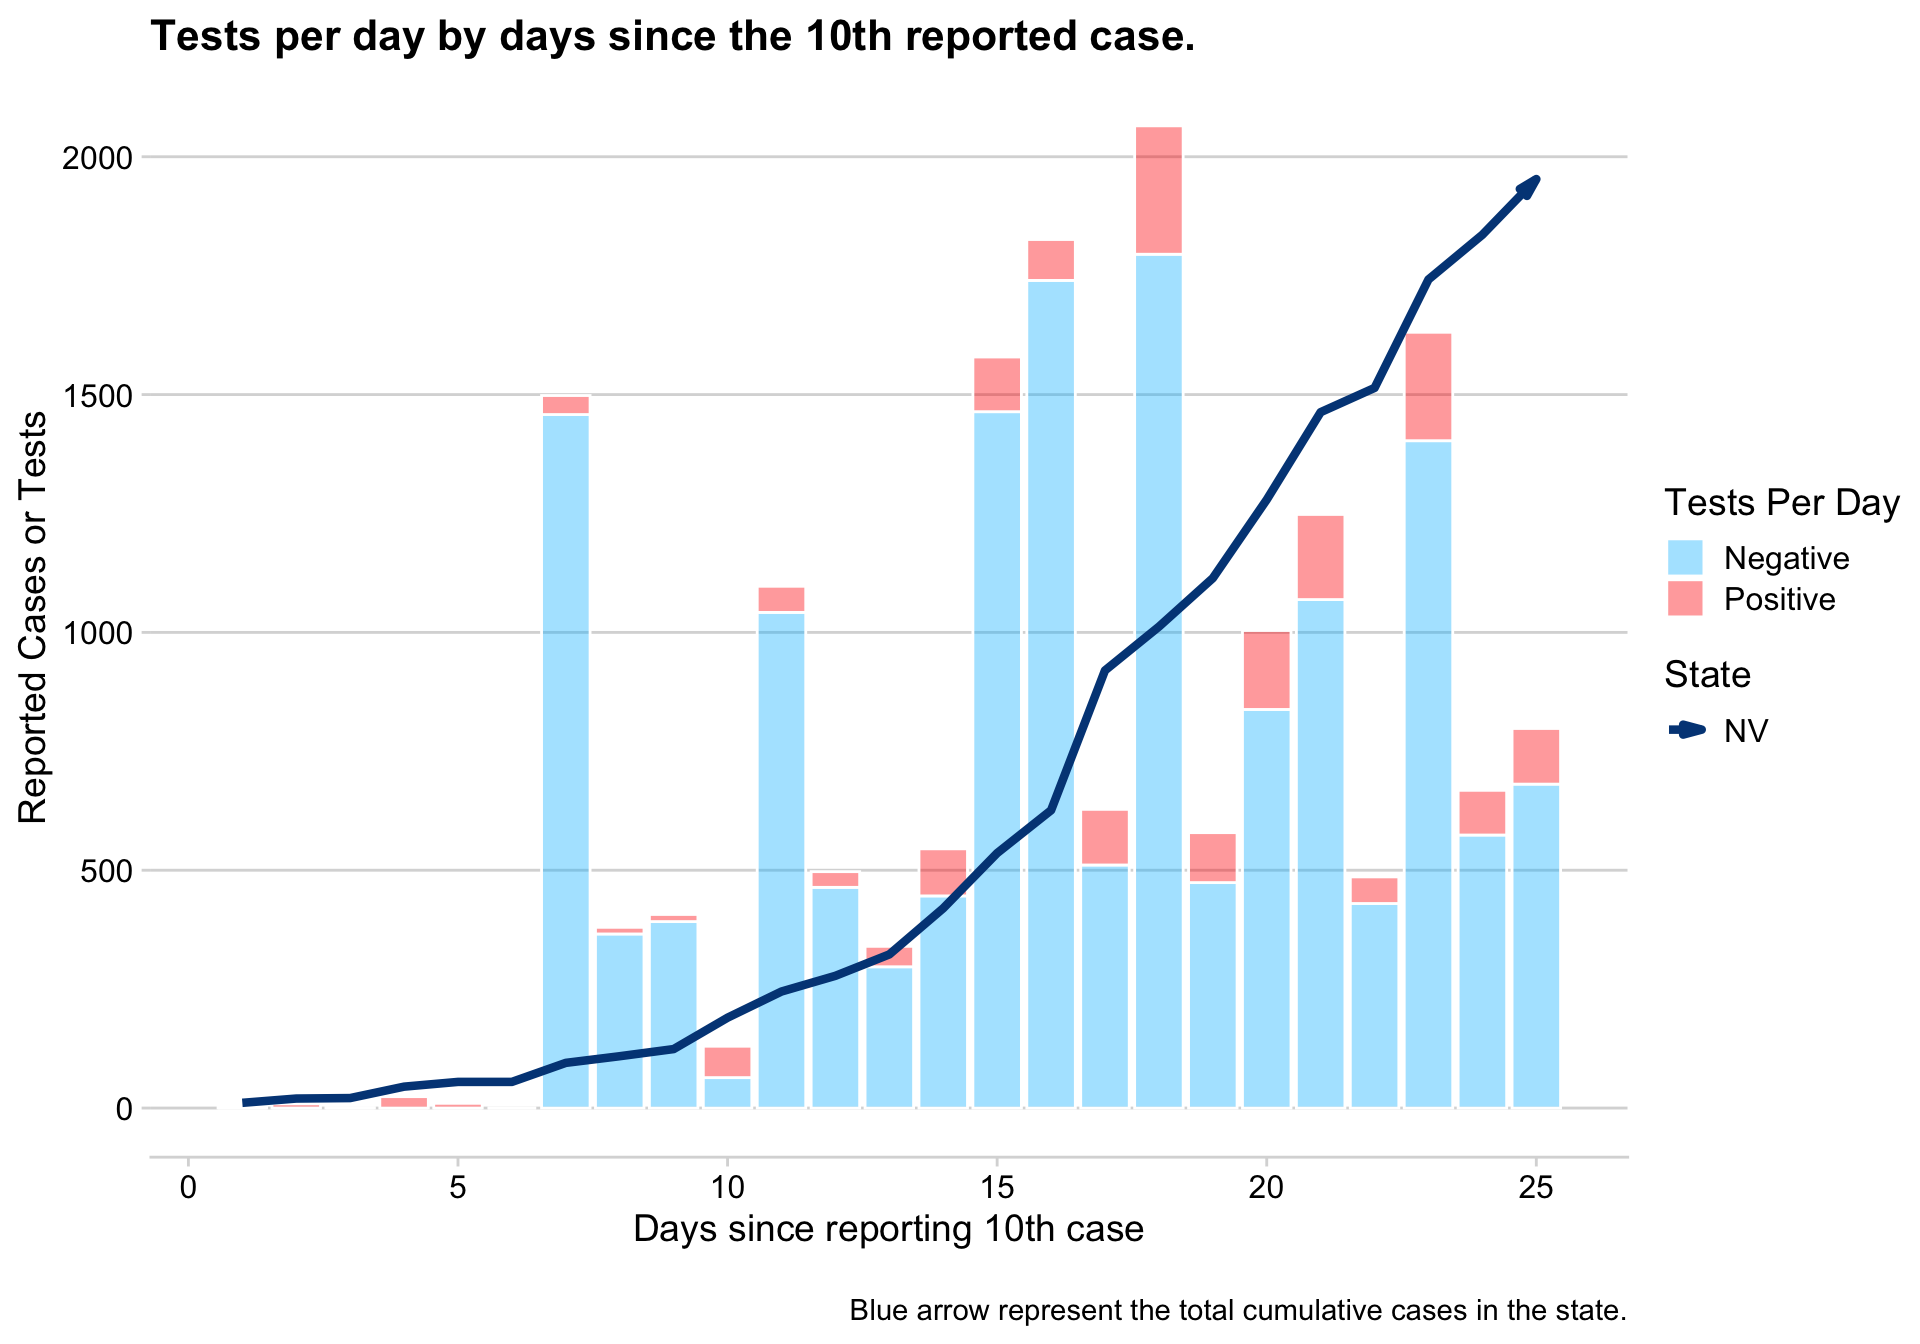 Tests per day by days since the 10th reported case.
2000
1500
1000
500
0
Reported Cases or Tests
0 5 10 15 20 25
Days since reporting 10th case
Tests Per Day
Negative
Positive
State
NV
Blue arrow represent the total cumulative cases in the state.